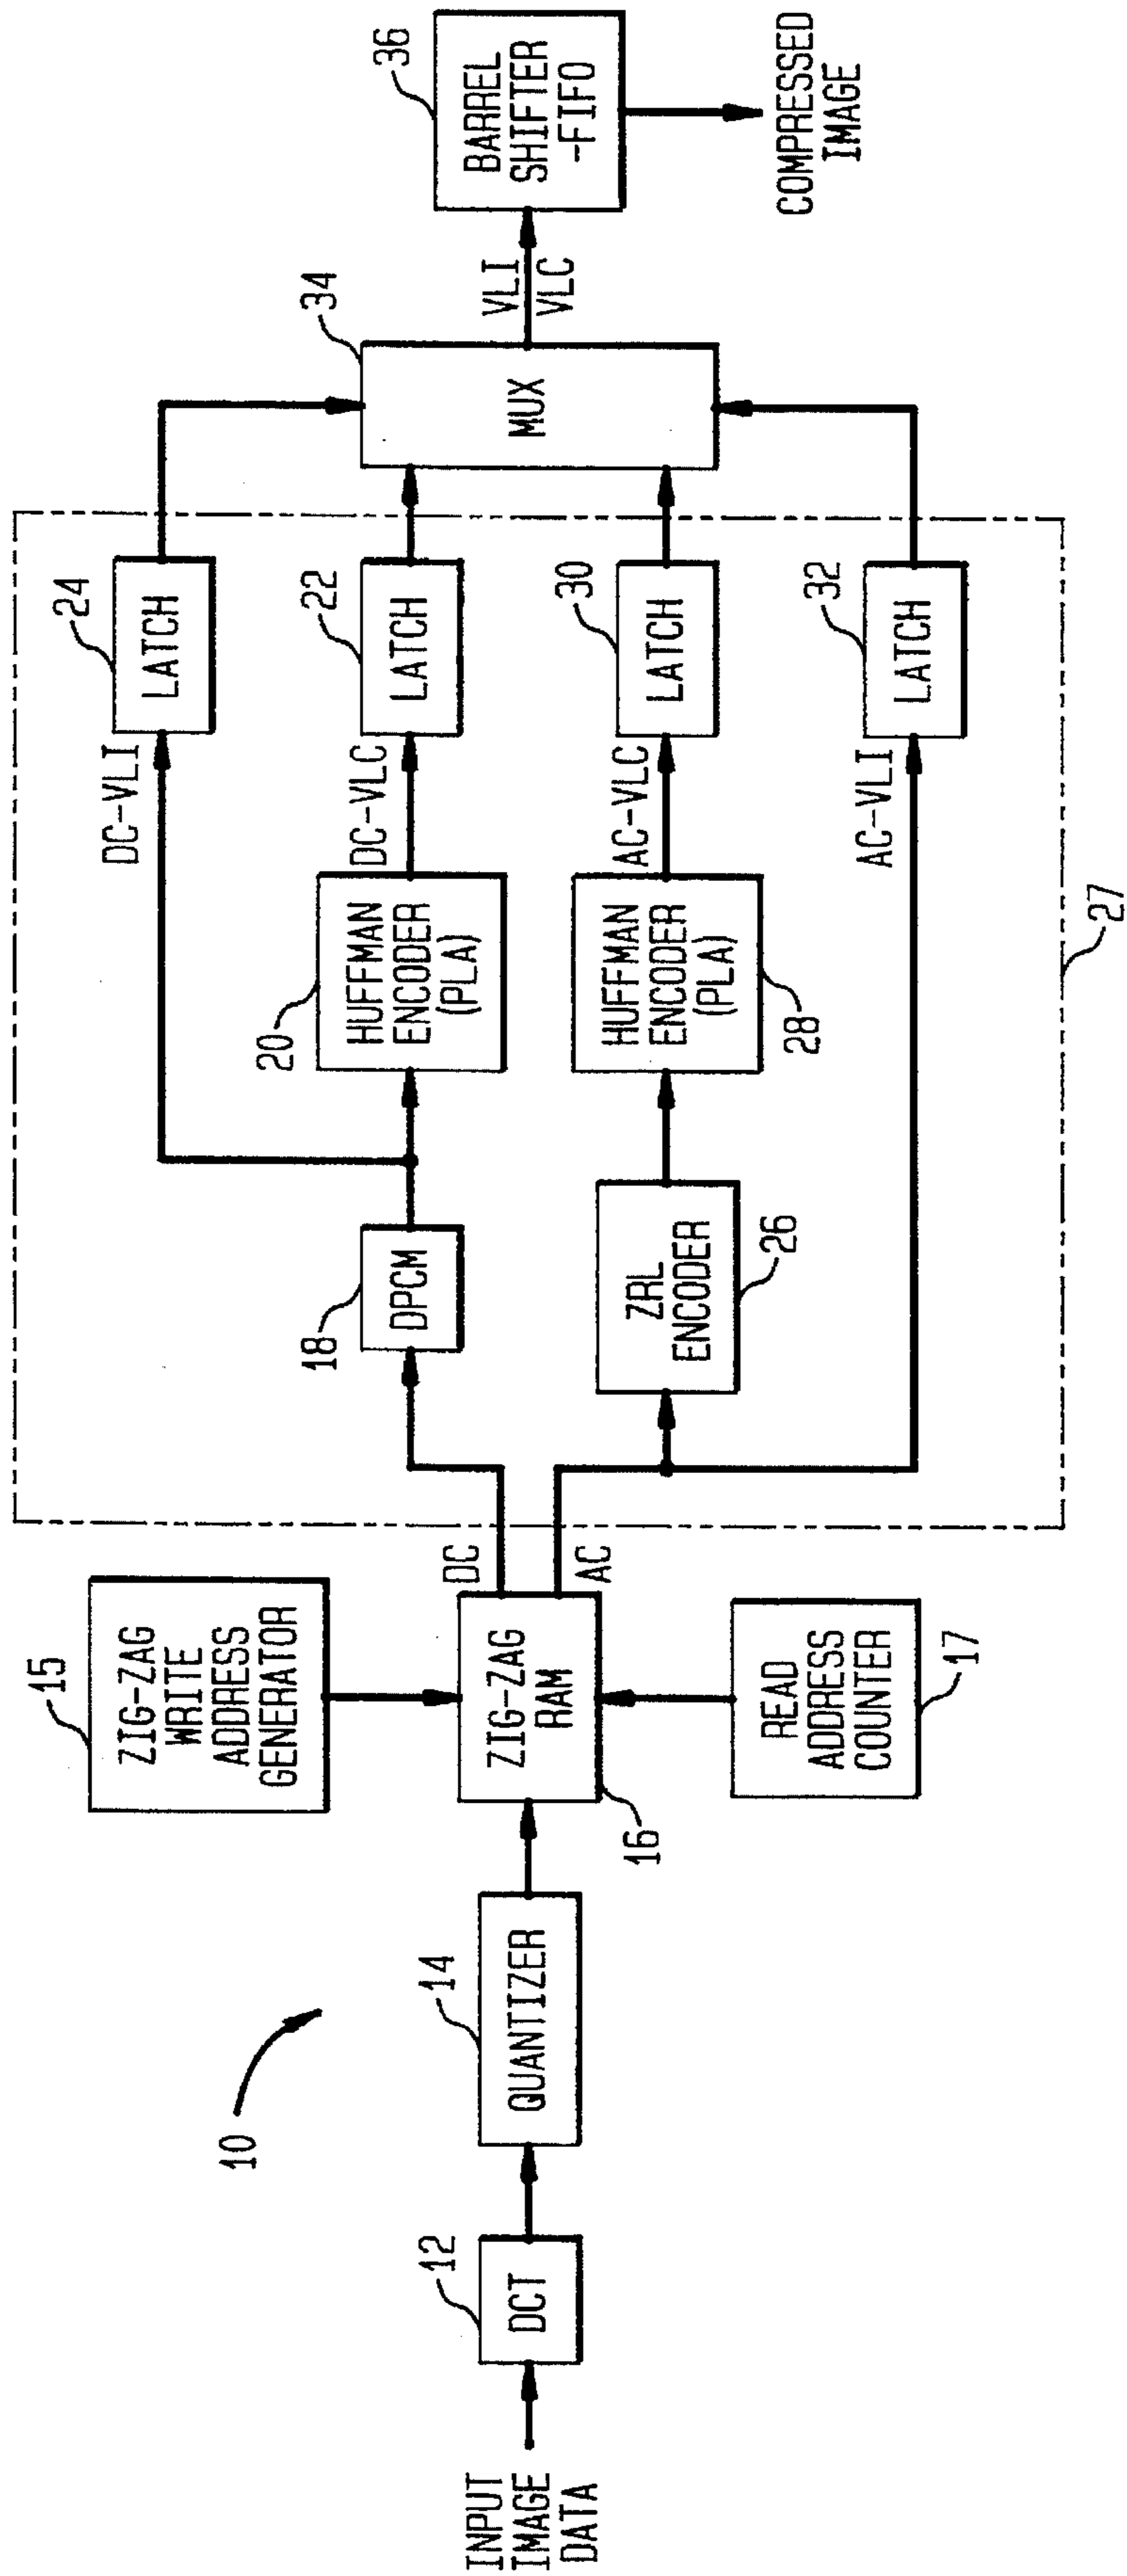 INPUT
IMAGE
DATA
12
DCT
10
14
QUANTIZER
15
ZIG-ZAG
WRITE
ADDRESS
GENERATOR
ZIG-ZAG
RAM
16
READ
ADDRESS
COUNTER
17
DC
AC
18
DPCM
ZRL
ENCODER
26
20
HUFFMAN
ENCODER
(PLA)
HUFFMAN
ENCODER
(PLA)
28
DC-VLI
DC-VLC
AC-VLC
AC-VLI
24
LATCH
22
LATCH
30
LATCH
32
LATCH
27
34
MUX
VLI
VLC
36
BARREL
SHIFTER
-FIFO
COMPRESSED
IMAGE